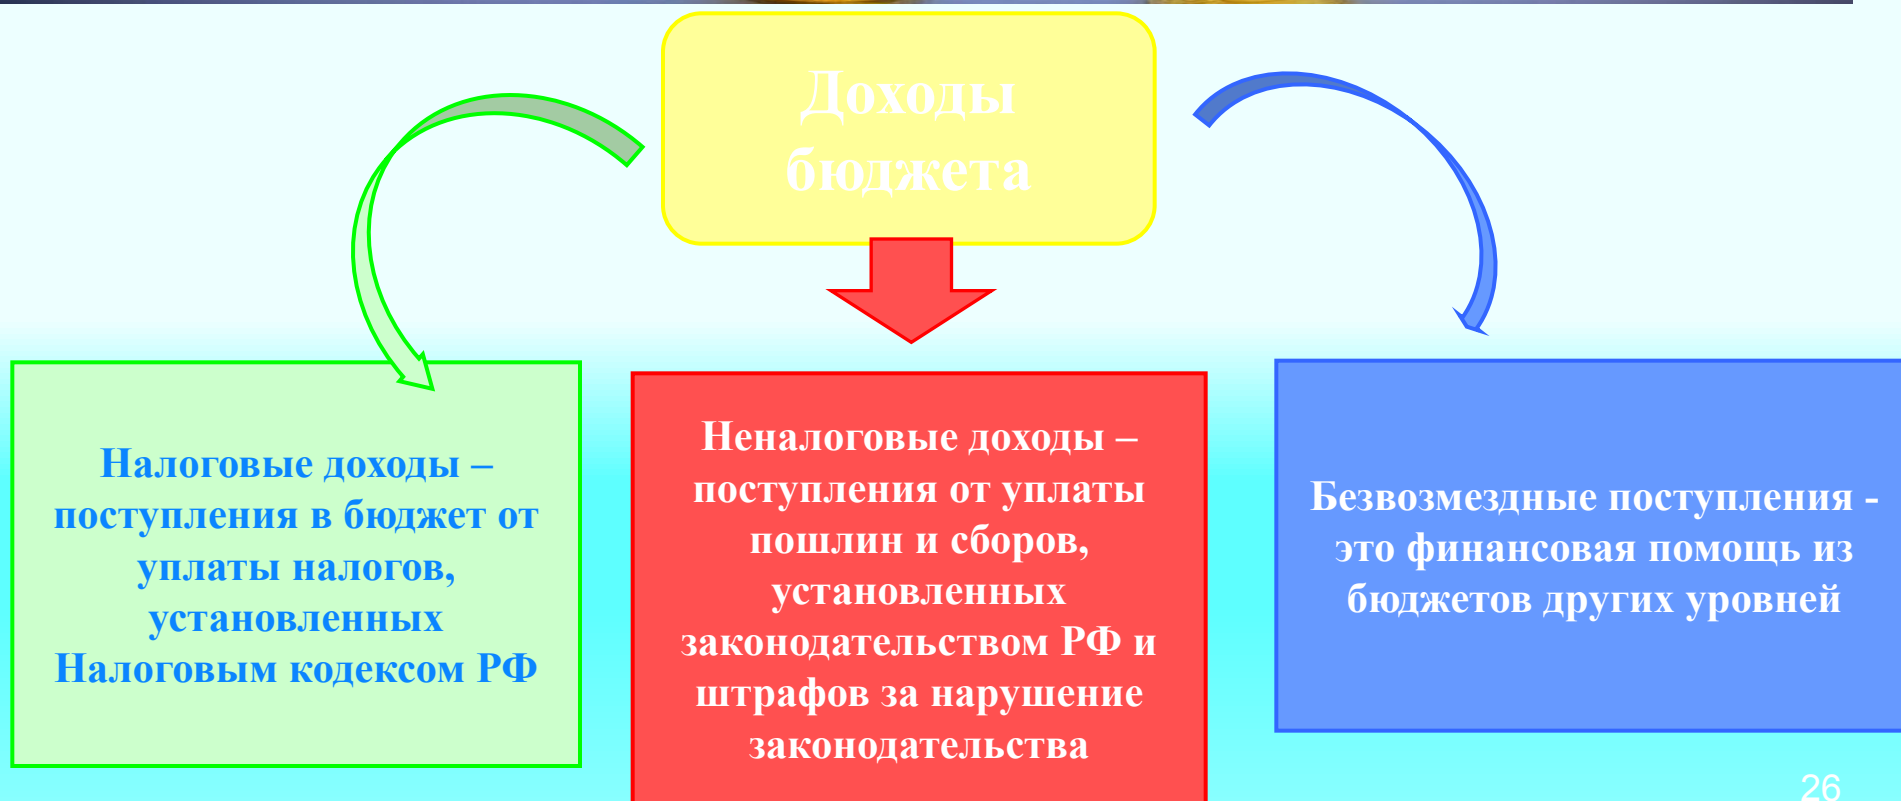 Доходы
бюджета
Налоговые доходы –
поступления в бюджет от
уплаты налогов,
установленных
Налоговым кодексом РФ
Неналоговые доходы –
поступления от уплаты
пошлин и сборов,
установленных
законодательством РФ и
штрафов за нарушение
законодательства
Безвозмездные поступления -
это финансовая помощь из
бюджетов других уровней
26